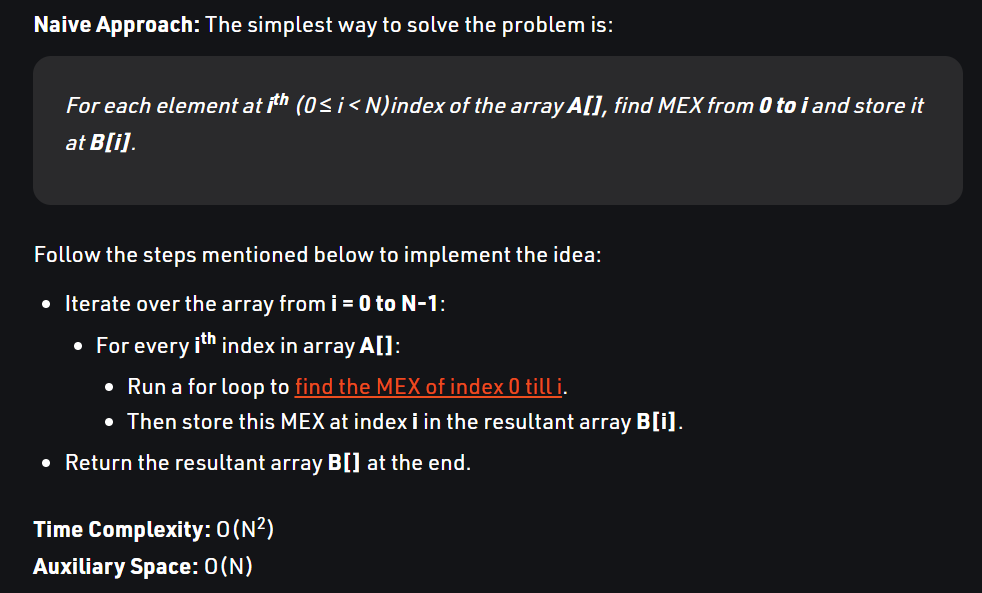 Naive Approach: The simplest way to solve the problem is:
For each element at iᵗʰ (0 ≤ i < N)index of the array A[], find MEX from 0 to i and store it
at B[i].
Follow the steps mentioned below to implement the idea:
• Iterate over the array from i = 0 to N-1:
• For every iᵗʰ index in array A[]:
• Run a for loop to find the MEX of index 0 till i.
• Then store this MEX at index i in the resultant array B[i].
• Return the resultant array B[] at the end.
Time Complexity: O(N²)
Auxiliary Space: O(N)